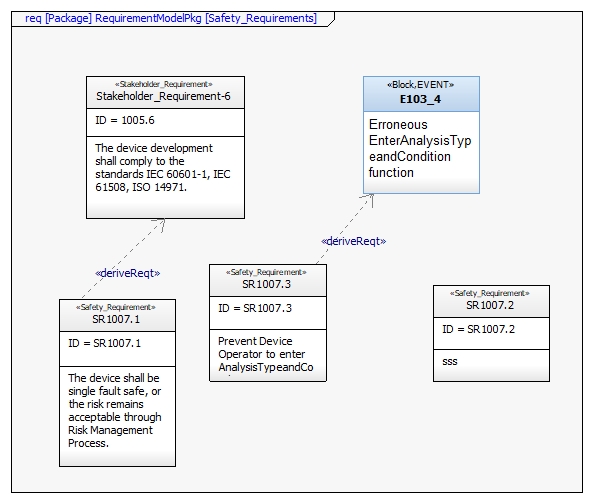 req [Package] RequirementModelPkg [Safety_Requirements]
«Stakeholder_Requirement»
Stakeholder_Requirement-6
ID = 1005.6
The device development
shall comply to the
standards IEC 60601-1, IEC
61508, ISO 14971.
«Block,EVENT»
E103_4
Erroneous
EnterAnalysisTyp
eandCondition
function
«deriveReqt»
«deriveReqt»
«Safety_Requirement»
SR1007.1
ID = SR1007.1
The device shall be
single fault safe, or
the risk remains
acceptable through
Risk Management
Process.
«Safety_Requirement»
SR1007.3
ID = SR1007.3
Prevent Device
Operator to enter
AnalysisTypeandCo
«Safety_Requirement»
SR1007.2
ID = SR1007.2
sss